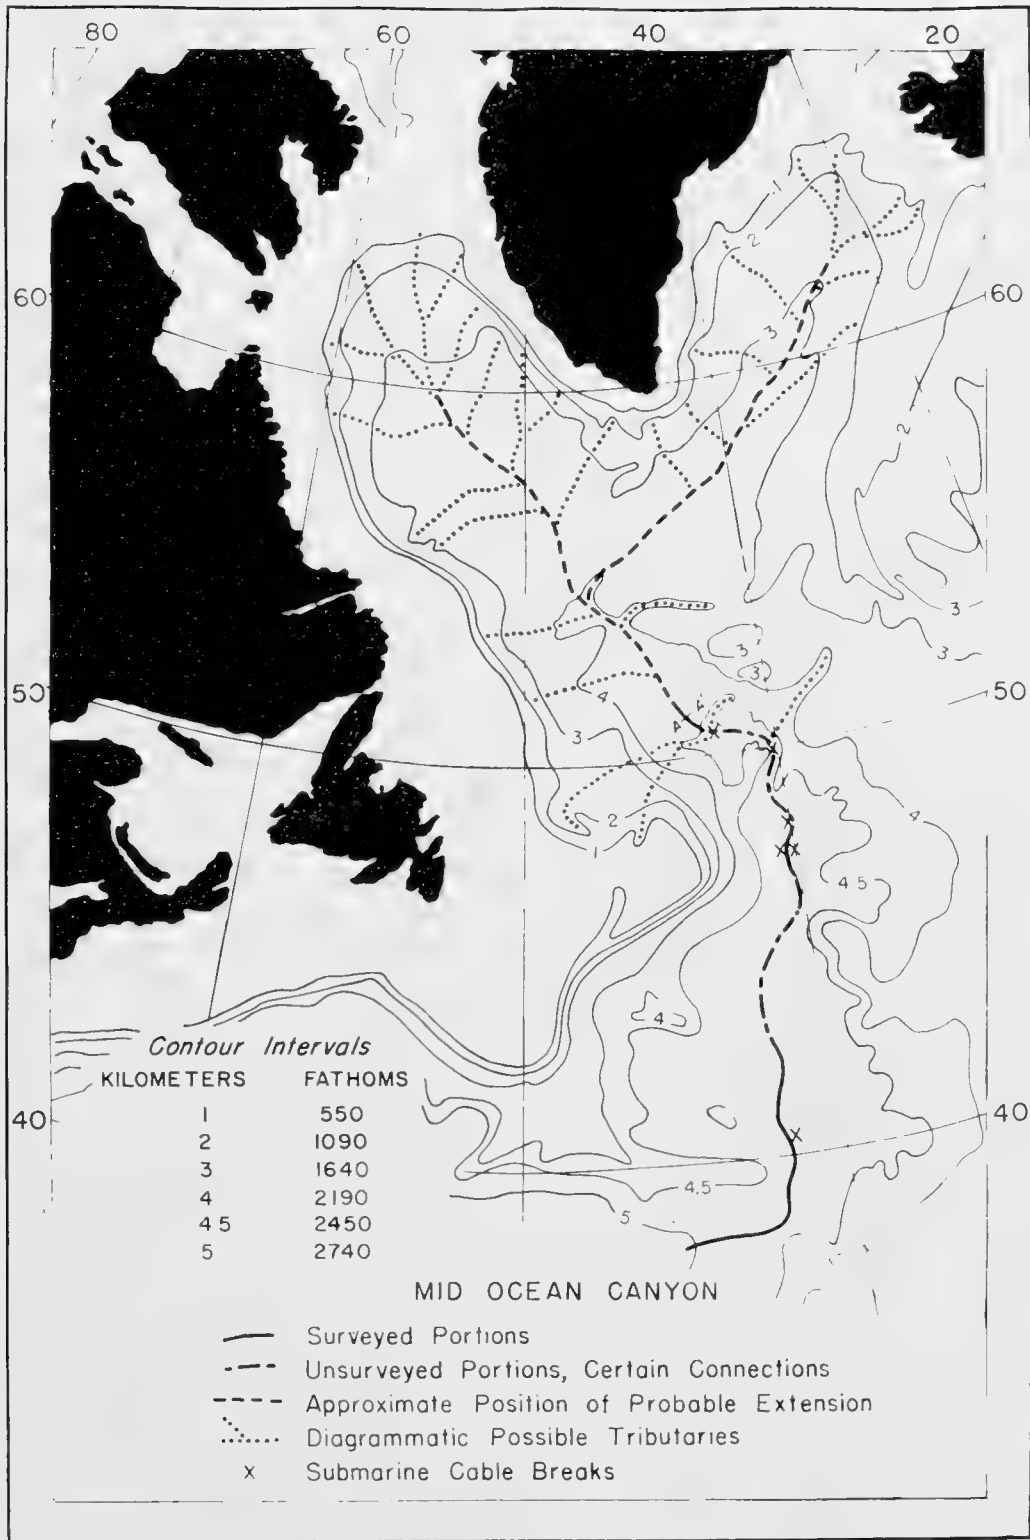 80 60 40 20
1
2
60 60
3
2
3
3
3
3
50 50
4
4
4
3
2
1
4
4 5
4
Contour Intervals
KILOMETERS FATHOMS
1 550
2 1090
3 1640
4 2190
4 5 2450
5 2740
40 40
4.5
5
MID OCEAN CANYON
Surveyed Portions
Unsurveyed Portions, Certain Connections
Approximate Position of Probable Extension
Diagrammatic Possible Tributaries
x Submarine Cable Breaks